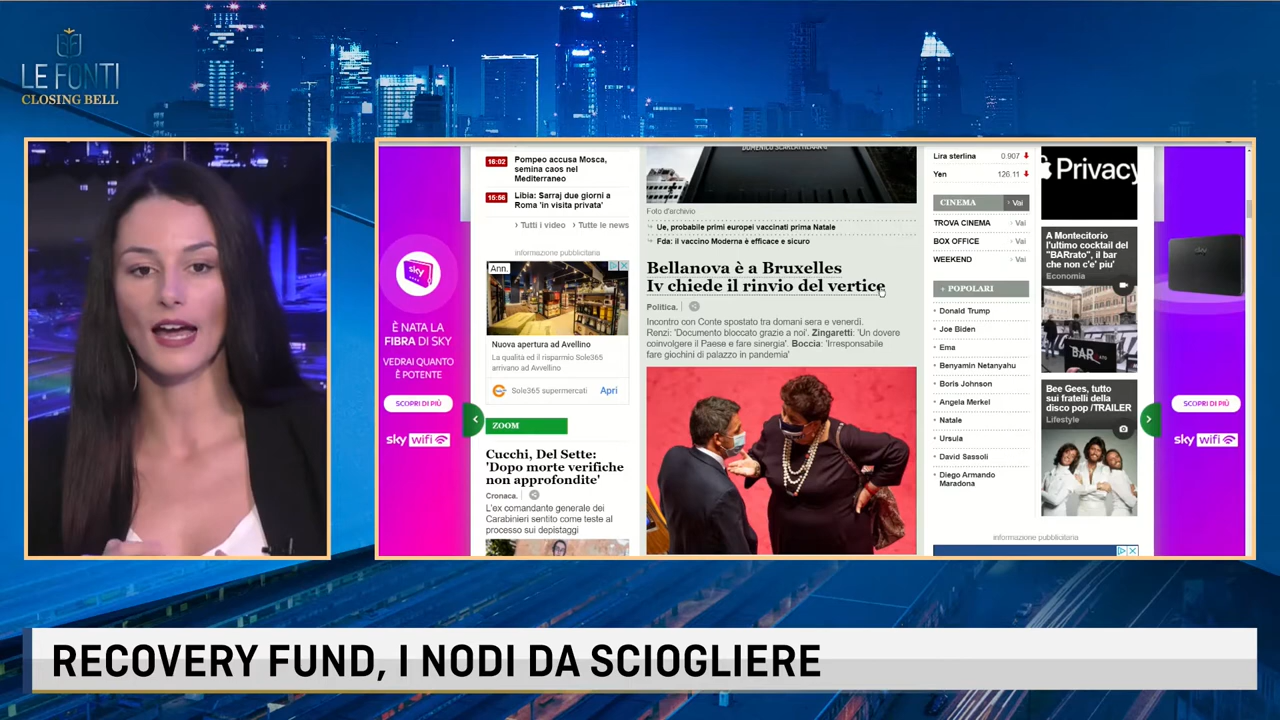 LE FONTI
CLOSING BELL
sky
È NATA LA
FIBRA DI SKY
VEDRAI QUANTO
È POTENTE
SCOPRI DI PIÙ
sky wifi
16:02
Pompeo accusa Mosca,
semina caos nel
Mediterraneo
15:56
Libia: Sarraj due giorni a
Roma 'in visita privata'
› Tutti i video › Tutte le news
informazione pubblicitaria
Ann.
Nuova apertura ad Avellino
La qualità ed il risparmio Sole365
arrivano ad Avvellino
Sole365 supermercati Apri
ZOOM
Cucchi, Del Sette:
'Dopo morte verifiche
non approfondite'
Cronaca.
L'ex comandante generale dei
Carabinieri sentito come teste al
processo sui depistaggi
Foto d'archivio
Ue, probabile primi europei vaccinati prima Natale
Fda: il vaccino Moderna è efficace e sicuro
Bellanova è a Bruxelles
Iv chiede il rinvio del vertice
Politica.
Incontro con Conte spostato tra domani sera e venerdì.
Renzi: 'Documento bloccato grazie a noi'. Zingaretti: 'Un dovere
coinvolgere il Paese e fare sinergia'. Boccia: 'Irresponsabile
fare giochini di palazzo in pandemia'
Lira sterlina 0.907
Yen 126.11
CINEMA › Vai
TROVA CINEMA › Vai
BOX OFFICE › Vai
WEEKEND › Vai
+ POPOLARI
Donald Trump
Joe Biden
Ema
Benyamin Netanyahu
Boris Johnson
Angela Merkel
Natale
Ursula
David Sassoli
Diego Armando
Maradona
Privacy
A Montecitorio
l'ultimo cocktail del
"BARrato", il bar
che non c'e' piu'
Economia
Bee Gees, tutto
sui fratelli della
disco pop /TRAILER
Lifestyle
informazione pubblicitaria
SCOPRI DI PIÙ
sky wifi
RECOVERY FUND, I NODI DA SCIOGLIERE